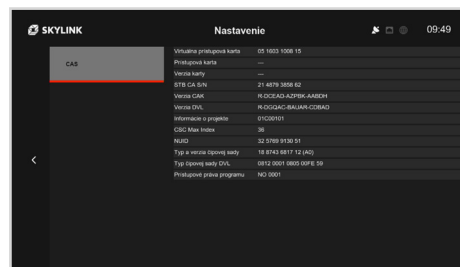 SKYLINK
Nastavenie
09:49
CAS
Virtuálna prístupová karta 05 1603 1008 15
Prístupová karta —
Verzia karty —
STB CA S/N 21 4879 3858 62
Verzia CAK R-DCEAD-AZPBK-AABDH
Verzia DVL R-DGQAC-BAUAR-COBAD
Informácie o projekte 01C00101
CSC Max Index 36
NUID 32 5769 9130 51
Typ a verzia čipovej sady 18 8743 6817 12 (A0)
Typ čipovej sady DVL 0812 0001 0805 00FE 59
Prístupové práva programu NO 0001